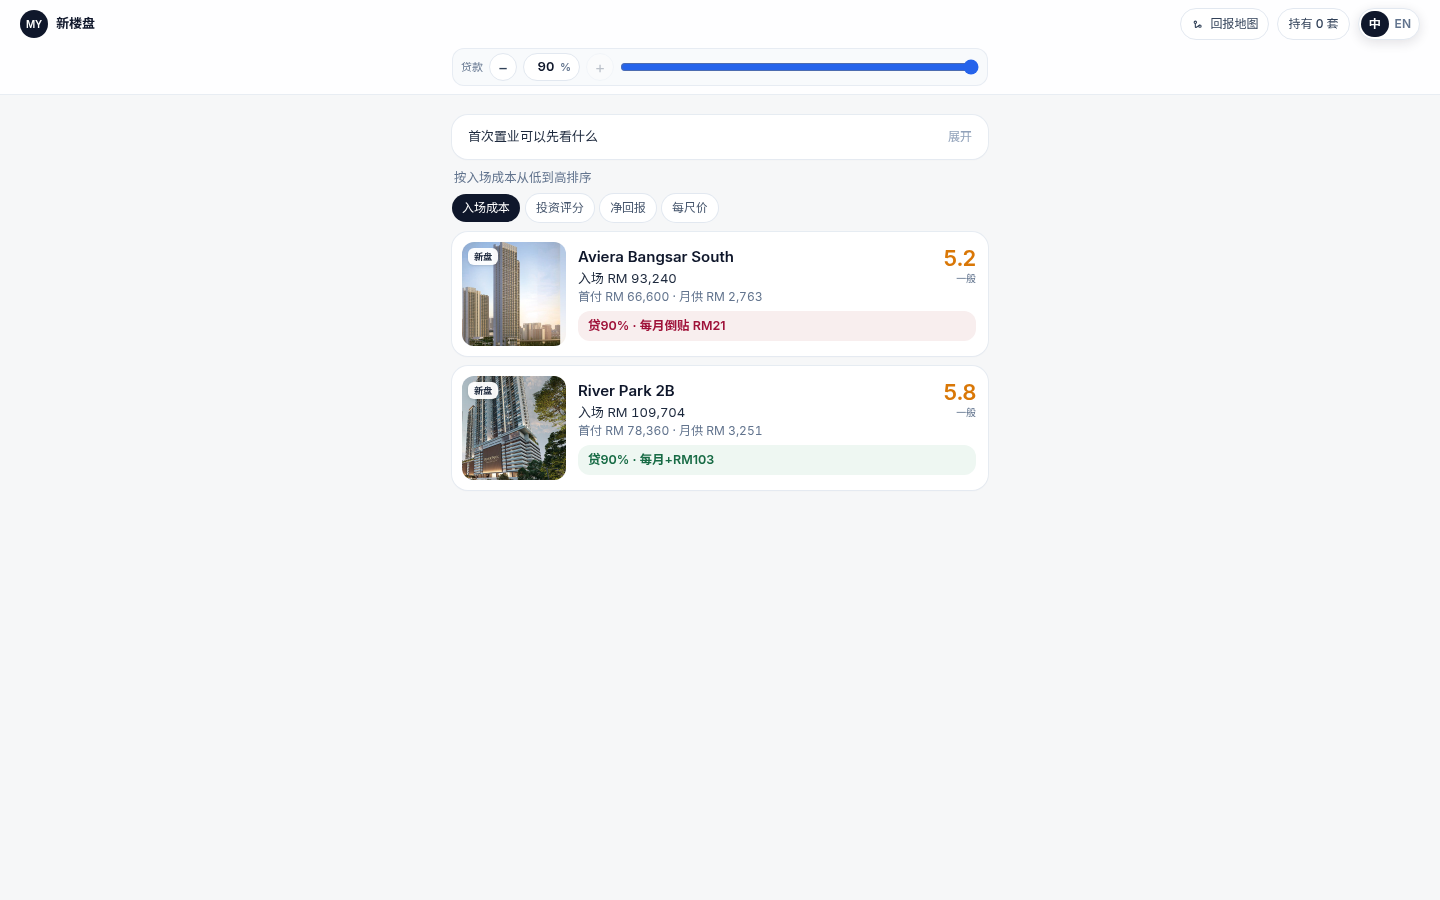 MY 新楼盘
回报地图 持有 0 套 中 EN
贷款 − 90 % +
首次置业可以先看什么 展开
按入场成本从低到高排序
入场成本 投资评分 净回报 每尺价
新盘
Aviera Bangsar South 5.2
入场 RM 93,240 一般
首付 RM 66,600 · 月供 RM 2,763
贷90% · 每月倒贴 RM21
新盘
River Park 2B 5.8
入场 RM 109,704 一般
首付 RM 78,360 · 月供 RM 3,251
贷90% · 每月+RM103